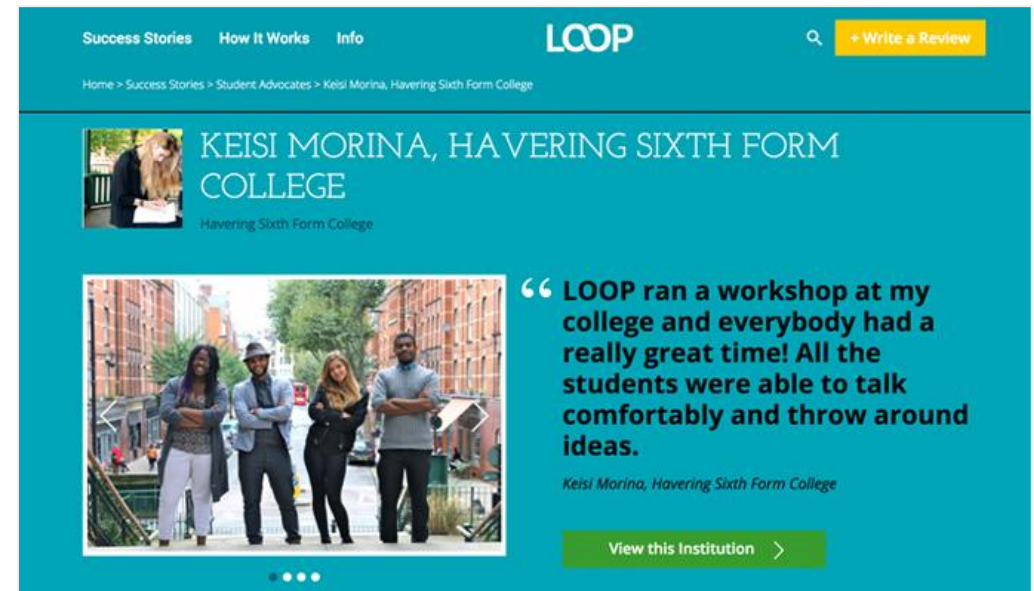 Success Stories How It Works Info LOOP + Write a Review
Home > Success Stories > Student Advocates > Keisi Morina, Havering Sixth Form College
KEISI MORINA, HAVERING SIXTH FORM
COLLEGE
Havering Sixth Form College
“ LOOP ran a workshop at my
college and everybody had a
really great time! All the
students were able to talk
comfortably and throw around
ideas.
Keisi Morina, Havering Sixth Form College
View this Institution >